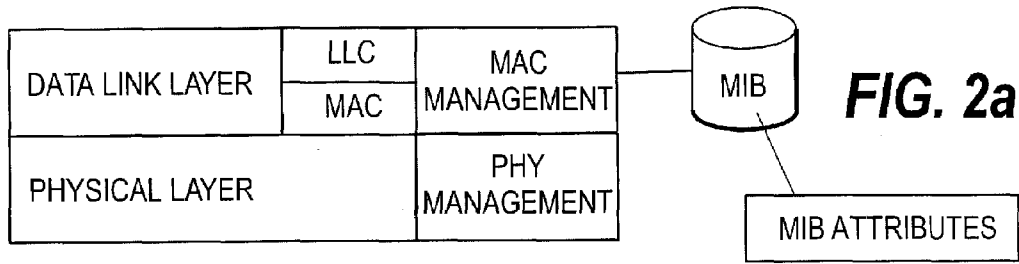 DATA LINK LAYER
LLC
MAC
MAC
MANAGEMENT
MIB
FIG. 2a
PHYSICAL LAYER
PHY
MANAGEMENT
MIB ATTRIBUTES